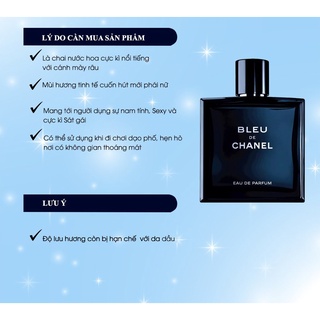 LÝ DO CẦN MUA SẢN PHẨM
Là chai nước hoa cực kì nổi tiếng
với cánh mày râu
Mùi hương tinh tế cuốn hút mới phái nữ
Mang tới người dụng sự nam tính, Sexy và
cực kì Sát gái
Có thể sử dụng khi đi chơi dạo phố, hẹn hò
nơi có không gian thoáng mát
LƯU Ý
Độ lưu hương còn bị hạn chế với da dầu
BLEU
DE
CHANEL
EAU DE PARFUM